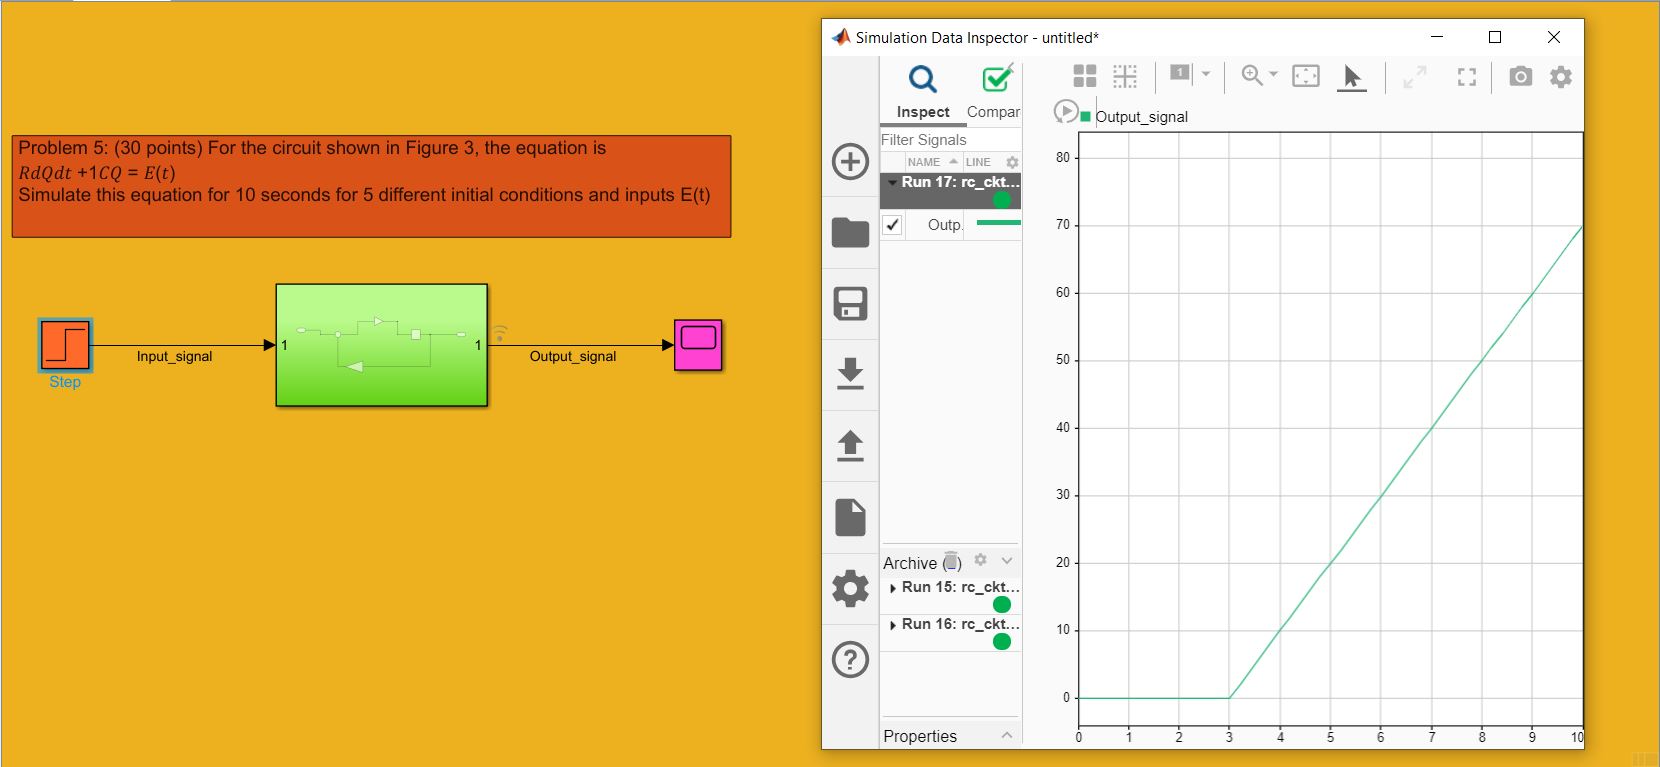 Problem 5: (30 points) For the circuit shown in Figure 3, the equation is
RdQdt +1CQ = E(t)
Simulate this equation for 10 seconds for 5 different initial conditions and inputs E(t)
Step
Input_signal
1
1
Output_signal
Simulation Data Inspector - untitled*
Inspect
Compar
Filter Signals
NAME LINE
Run 17: rc_ckt...
Outp.
Archive (_)
Run 15: rc_ckt...
Run 16: rc_ckt...
Properties
1
Output_signal
80
70
60
50
40
30
20
10
0
0 1 2 3 4 5 6 7 8 9 10